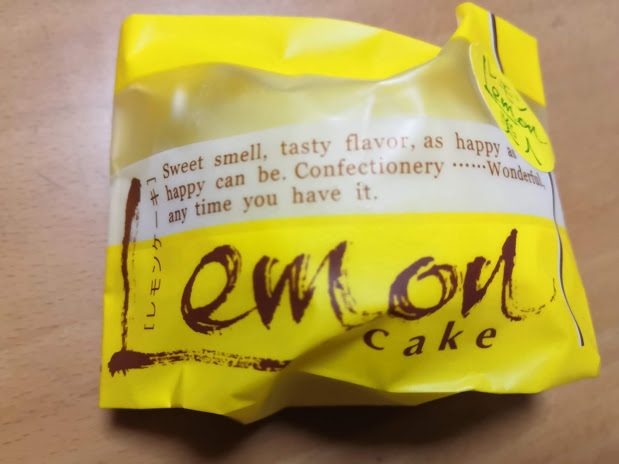 Sweet smell, tasty flavor, as happy as
happy can be. Confectionery ……Wonderful,
any time you have it.
[レモンケーキ]
Lemon
cake
Lemon